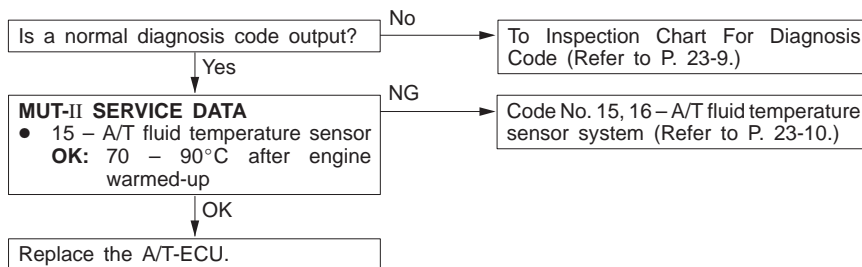 Is a normal diagnosis code output?
No
To Inspection Chart For Diagnosis
Code (Refer to P. 23-9.)
Yes
MUT-II SERVICE DATA
● 15 – A/T fluid temperature sensor
OK: 70 – 90°C after engine
warmed-up
NG
Code No. 15, 16 – A/T fluid temperature
sensor system (Refer to P. 23-10.)
OK
Replace the A/T-ECU.